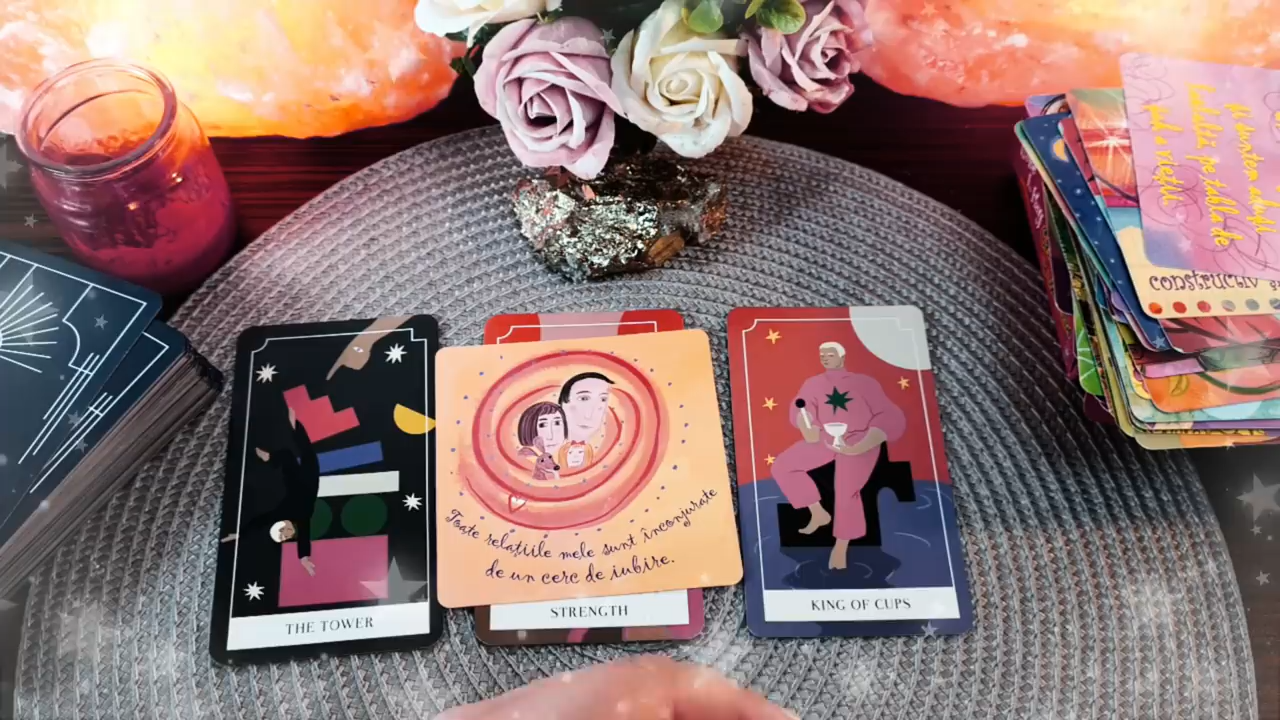 Toate relațiile mele sunt înconjurate
de un cerc de iubire.
THE TOWER
STRENGTH
KING OF CUPS
constructiv